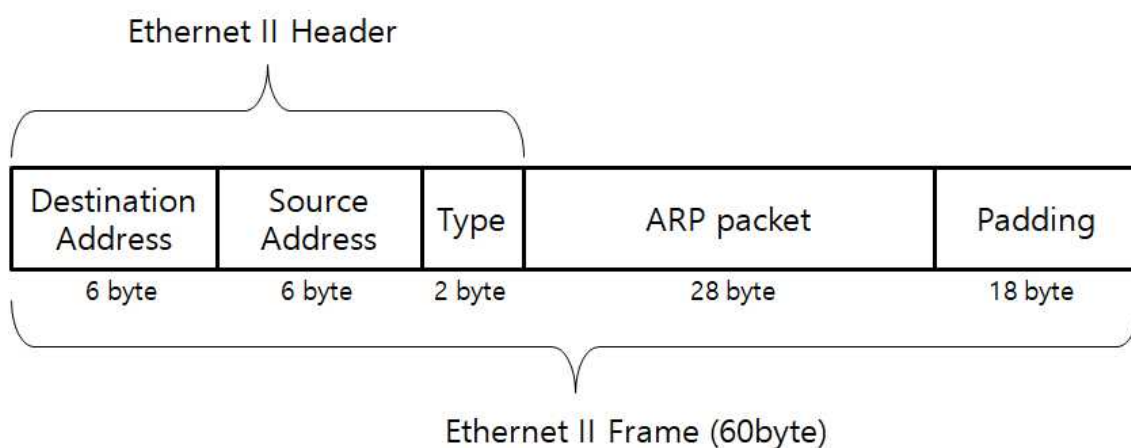 Ethernet II Header
Destination
Address
Source
Address
Type
ARP packet
Padding
6 byte
6 byte
2 byte
28 byte
18 byte
Ethernet II Frame (60byte)